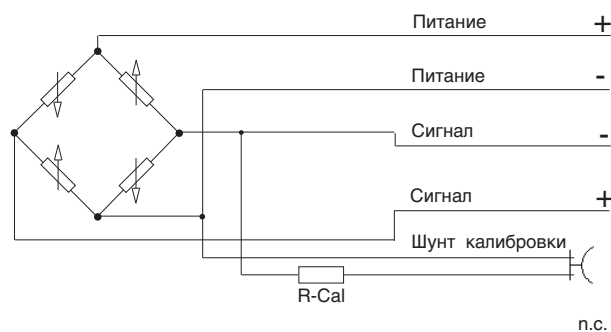 Питание +
Питание -
Сигнал -
Сигнал +
Шунт калибровки
R-Cal
n.c.